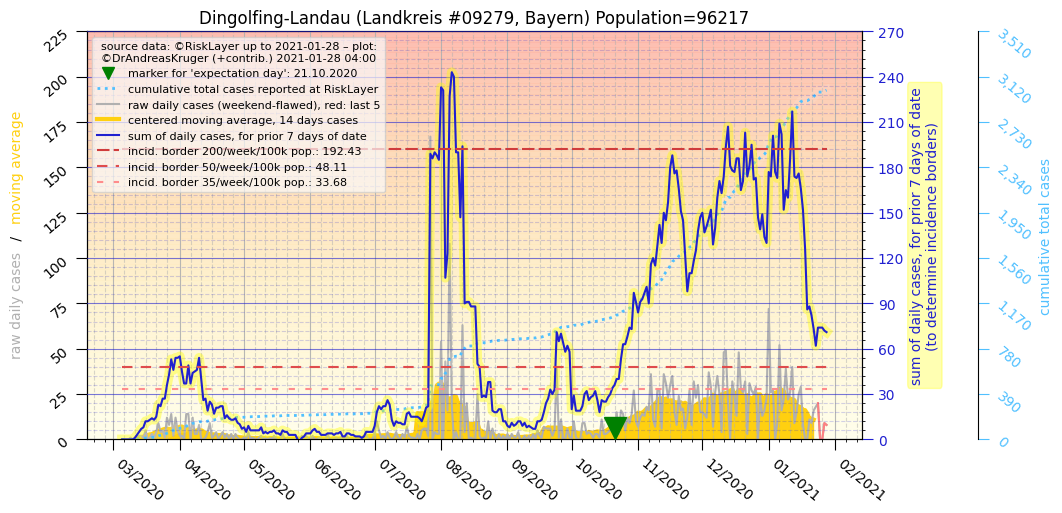 Dingolfing-Landau (Landkreis #09279, Bayern) Population=96217
source data: ©RiskLayer up to 2021-01-28 – plot:
©DrAndreasKruger (+contrib.) 2021-01-28 04:00
marker for 'expectation day': 21.10.2020
cumulative total cases reported at RiskLayer
raw daily cases (weekend-flawed), red: last 5
centered moving average, 14 days cases
sum of daily cases, for prior 7 days of date
incid. border 200/week/100k pop.: 192.43
incid. border 50/week/100k pop.: 48.11
incid. border 35/week/100k pop.: 33.68
raw daily cases / moving average
225
200
175
150
125
100
75
50
25
0
03/2020
04/2020
05/2020
06/2020
07/2020
08/2020
09/2020
10/2020
11/2020
12/2020
01/2021
02/2021
270
240
210
180
150
120
90
60
30
0
sum of daily cases, for prior 7 days of date
(to determine incidence borders)
3,510
3,120
2,730
2,340
1,950
1,560
1,170
780
390
0
cumulative total cases